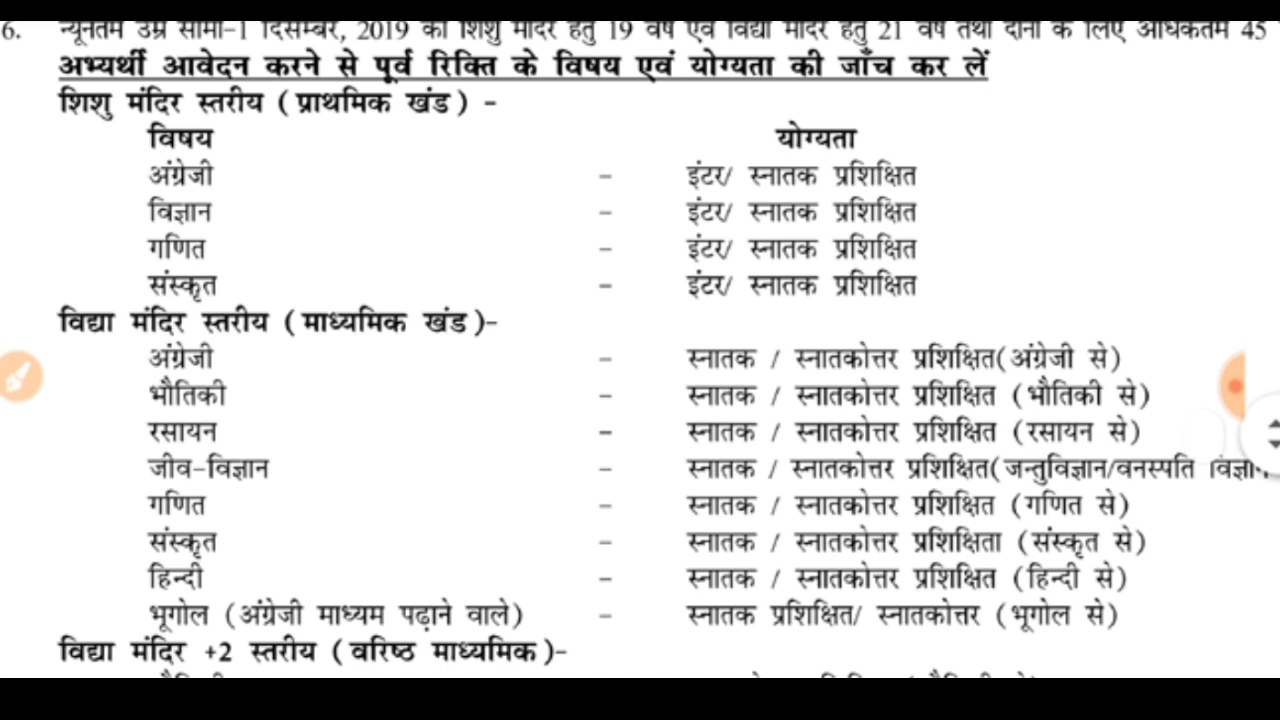 6. न्यूनतम उम्र सीमा-1 दिसम्बर, 2019 को शिशु मंदिर हेतु 19 वर्ष एवं विद्या मंदिर हेतु 21 वर्ष तथा दोनों के लिए अधिकतम 45
अभ्यर्थी आवेदन करने से पूर्व रिक्ति के विषय एवं योग्यता की जाँच कर लें
शिशु मंदिर स्तरीय ( प्राथमिक खंड ) -
विषय योग्यता
अंग्रेजी - इंटर/ स्नातक प्रशिक्षित
विज्ञान - इंटर/ स्नातक प्रशिक्षित
गणित - इंटर/ स्नातक प्रशिक्षित
संस्कृत - इंटर/ स्नातक प्रशिक्षित
विद्या मंदिर स्तरीय ( माध्यमिक खंड )-
अंग्रेजी - स्नातक / स्नातकोत्तर प्रशिक्षित(अंग्रेजी से)
भौतिकी - स्नातक / स्नातकोत्तर प्रशिक्षित (भौतिकी से)
रसायन - स्नातक / स्नातकोत्तर प्रशिक्षित (रसायन से)
जीव-विज्ञान - स्नातक / स्नातकोत्तर प्रशिक्षित(जन्तुविज्ञान/वनस्पति विज्ञान
गणित - स्नातक / स्नातकोत्तर प्रशिक्षित (गणित से)
संस्कृत - स्नातक / स्नातकोत्तर प्रशिक्षिता (संस्कृत से)
हिन्दी - स्नातक / स्नातकोत्तर प्रशिक्षित (हिन्दी से)
भूगोल (अंग्रेजी माध्यम पढ़ाने वाले) - स्नातक प्रशिक्षित/ स्नातकोत्तर (भूगोल से)
विद्या मंदिर +2 स्तरीय ( वरिष्ठ माध्यमिक )-